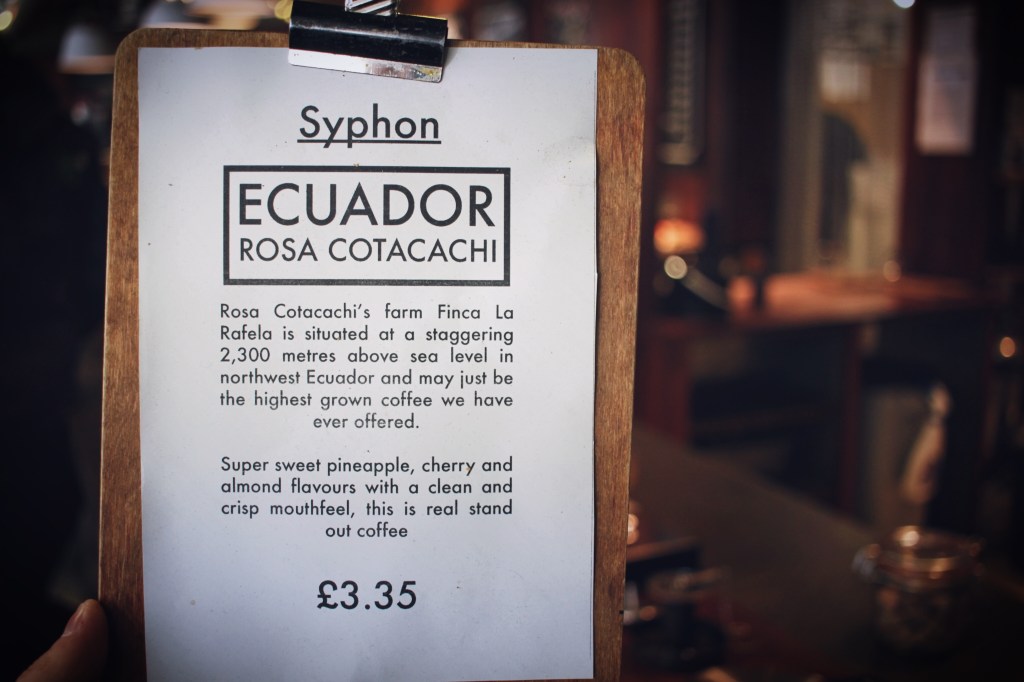 Syphon
ECUADOR
ROSA COTACACHI
Rosa Cotacachi's farm Finca La
Rafela is situated at a staggering
2,300 metres above sea level in
northwest Ecuador and may just be
the highest grown coffee we have
ever offered.
Super sweet pineapple, cherry and
almond flavours with a clean and
crisp mouthfeel, this is real stand
out coffee
£3.35